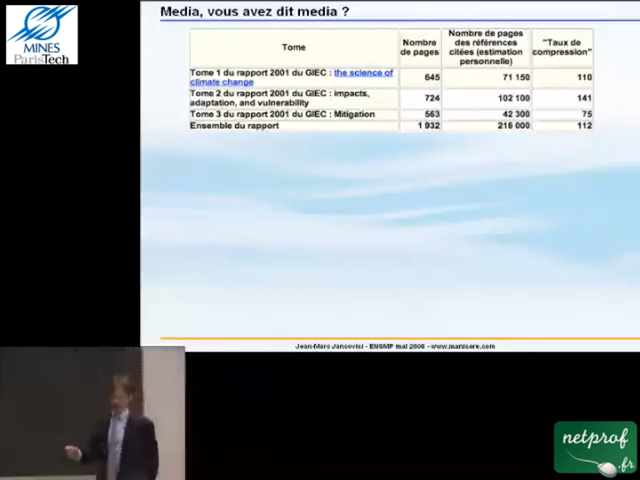 MINES
ParisTech
Media, vous avez dit media ?
Tome
Nombre de pages
Nombre de pages des références citées (estimation personnelle)
"Taux de compression"
Tome 1 du rapport 2001 du GIEC : the science of climate change
645
71 150
110
Tome 2 du rapport 2001 du GIEC : impacts, adaptation, and vulnerability
724
102 100
141
Tome 3 du rapport 2001 du GIEC : Mitigation
563
42 300
75
Ensemble du rapport
1 932
216 000
112
Jean-Marc Jancovici - ENSMP mai 2008 - www.manicore.com
netprof
.fr